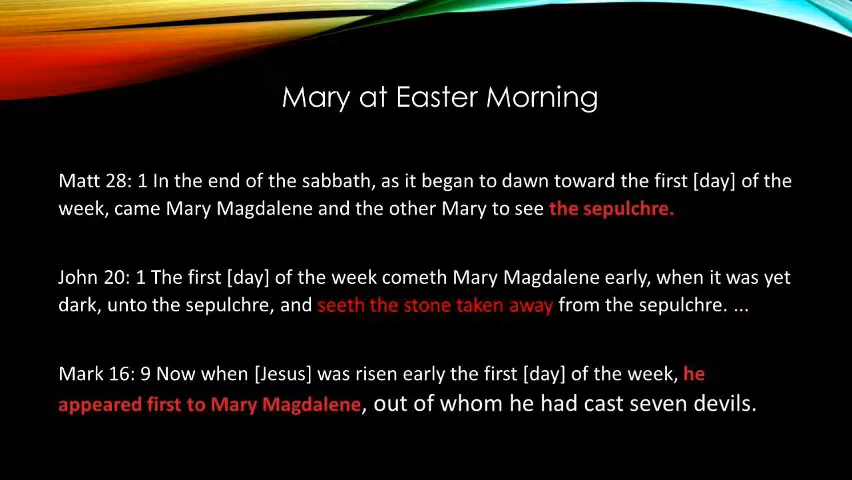 Mary at Easter Morning
Matt 28: 1 In the end of the sabbath, as it began to dawn toward the first [day] of the
week, came Mary Magdalene and the other Mary to see the sepulchre.
John 20: 1 The first [day] of the week cometh Mary Magdalene early, when it was yet
dark, unto the sepulchre, and seeth the stone taken away from the sepulchre. ...
Mark 16: 9 Now when [Jesus] was risen early the first [day] of the week, he
appeared first to Mary Magdalene, out of whom he had cast seven devils.